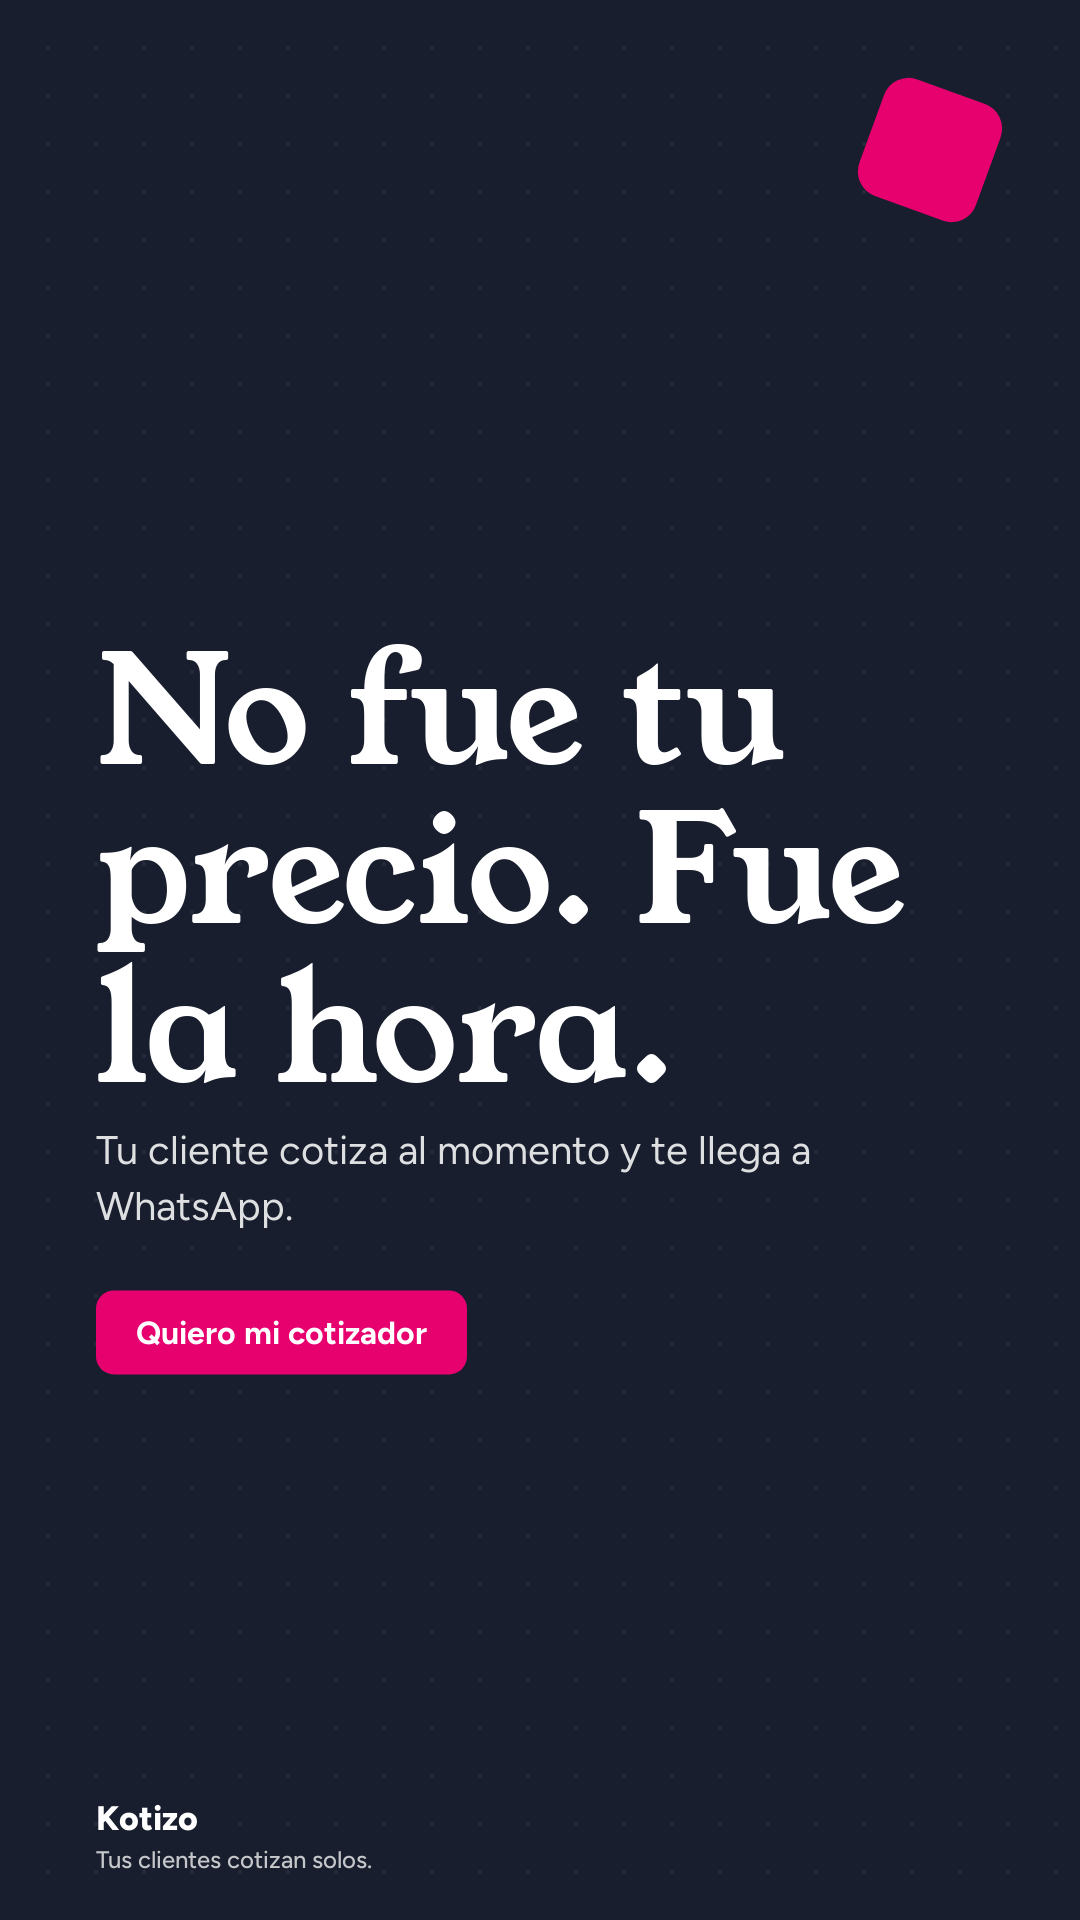 No fue tu
precio. Fue
la hora.
Tu cliente cotiza al momento y te llega a
WhatsApp.
Quiero mi cotizador
Kotizo
Tus clientes cotizan solos.